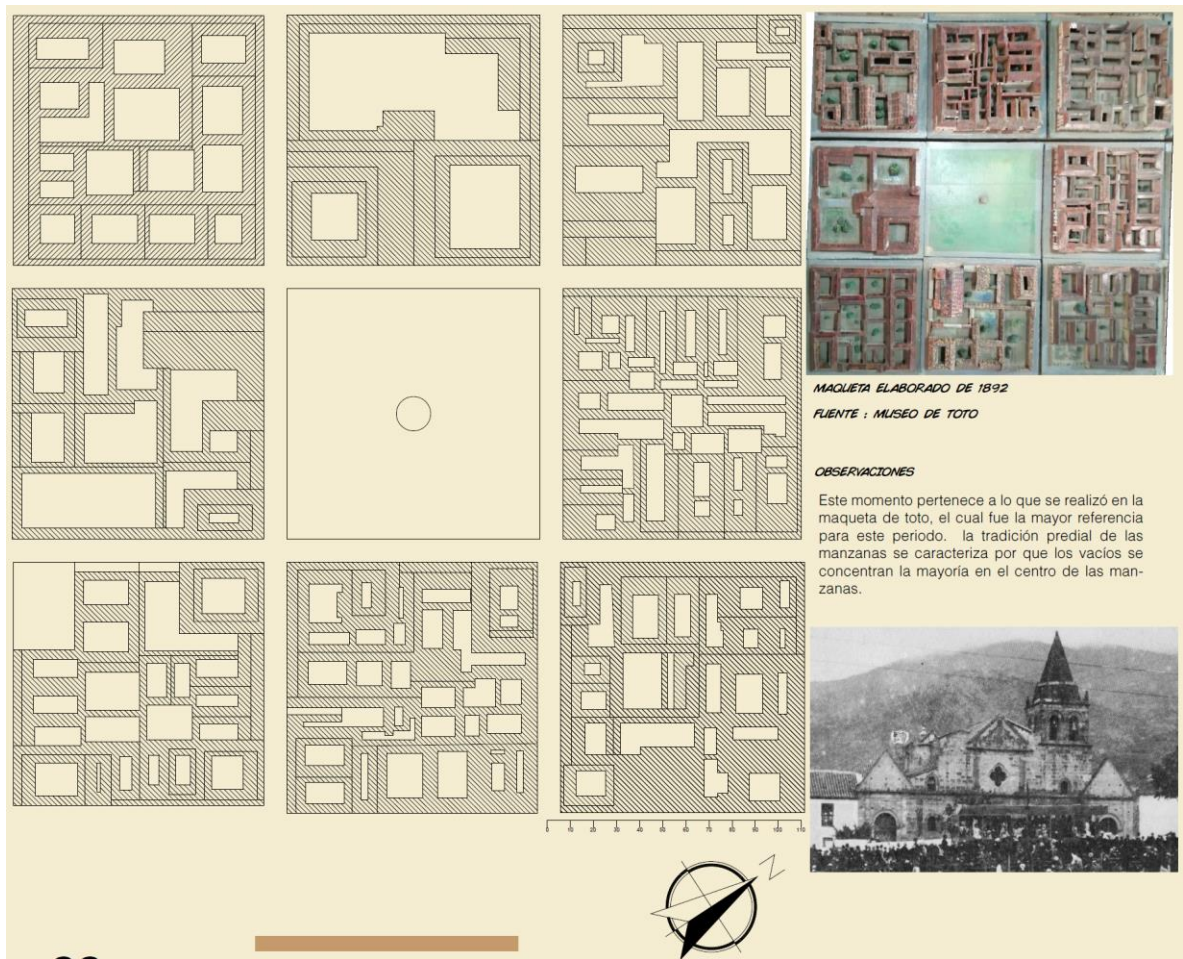 MAQUETA ELABORADO DE 1892
FUENTE : MUSEO DE TOTO
OBSERVACIONES
Este momento pertenece a lo que se realizó en la
maqueta de toto, el cual fue la mayor referencia
para este periodo. la tradición predial de las
manzanas se caracteriza por que los vacíos se
concentran la mayoría en el centro de las man-
zanas.
0 10 20 30 40 50 60 70 80 90 100 110
N